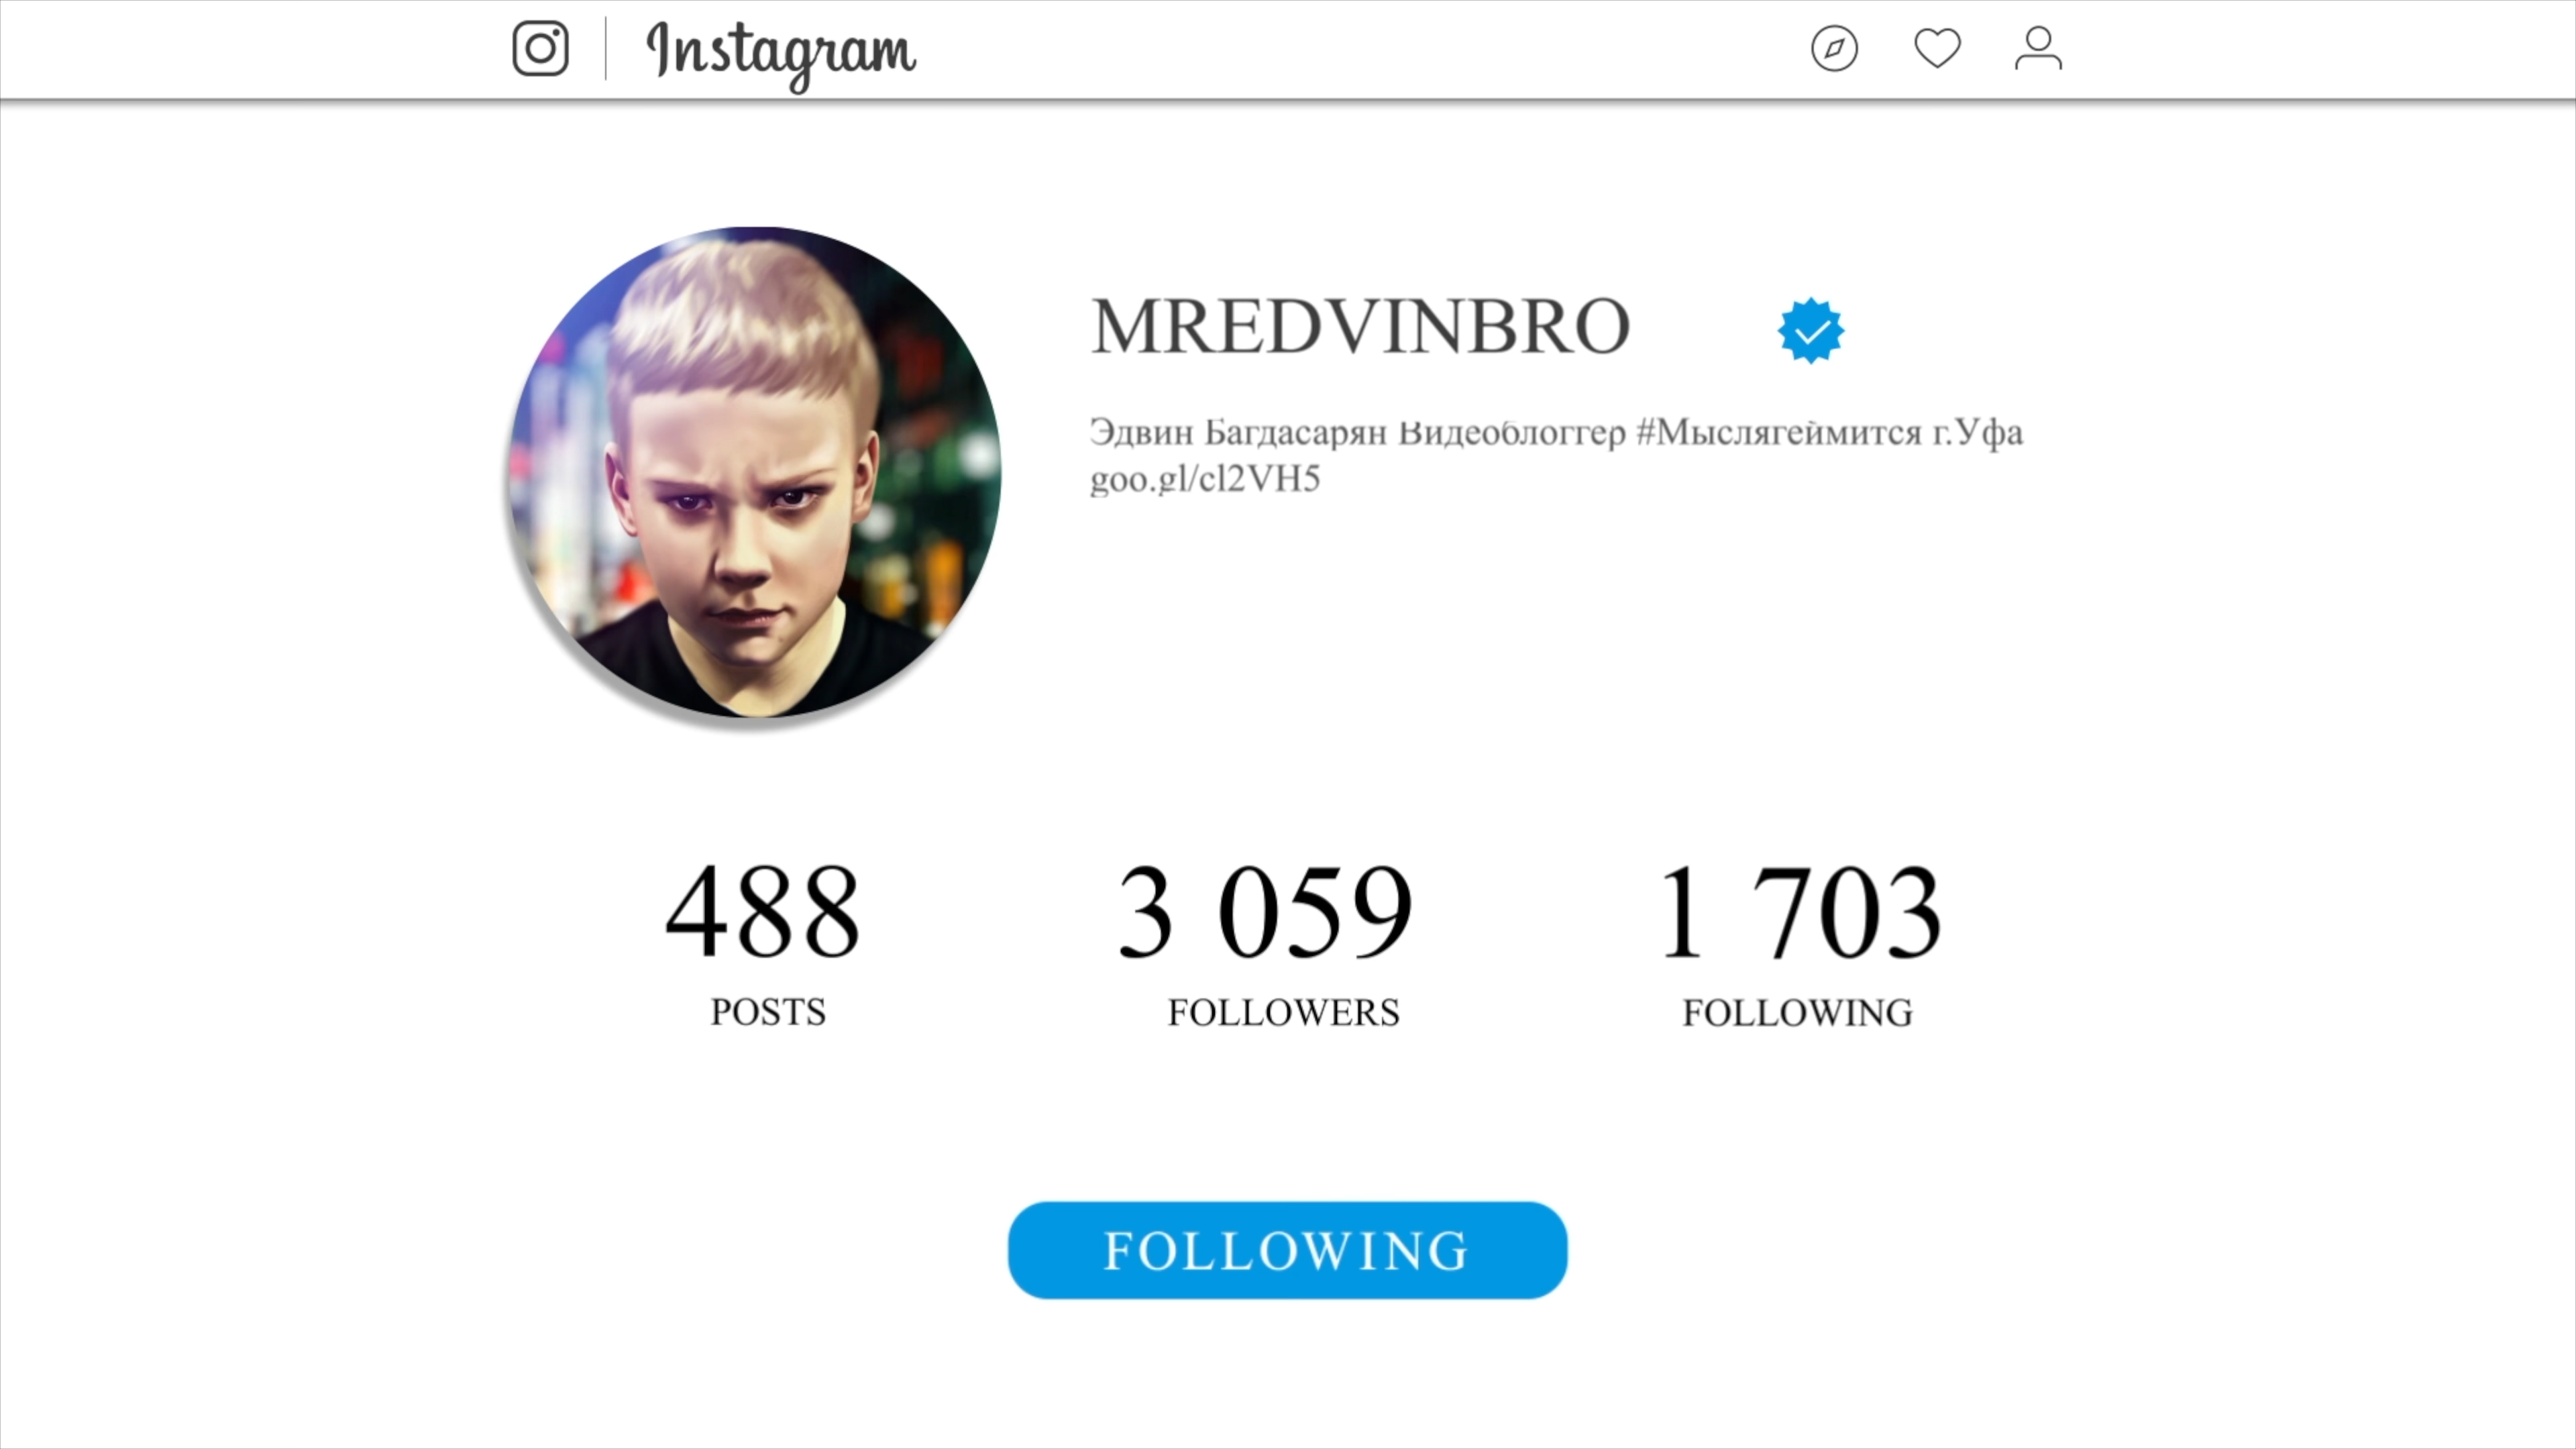 Instagram
MREDVINBRO
Эдвин Багдасарян Видеоблоггер #Мыслягеймится г.Уфа
goo.gl/cl2VH5
488 3 059 1 703
POSTS FOLLOWERS FOLLOWING
FOLLOWING